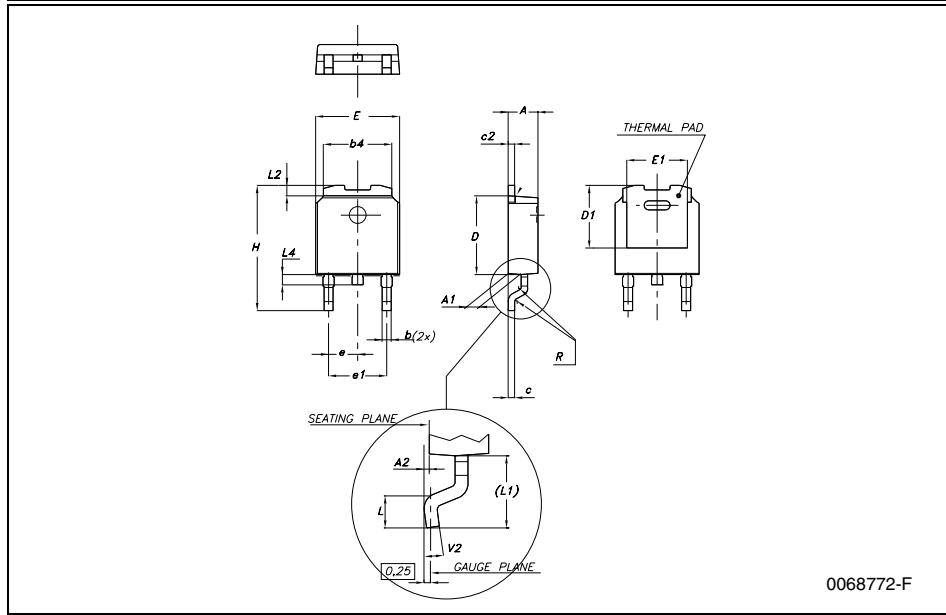 A
E
c2
THERMAL PAD
b4
E1
L2
r
D1
H
D
L4
A1
b(2x)
e
e1
R
c
SEATING PLANE
A2
(L1)
L
V2
0,25
GAUGE PLANE
0068772-F